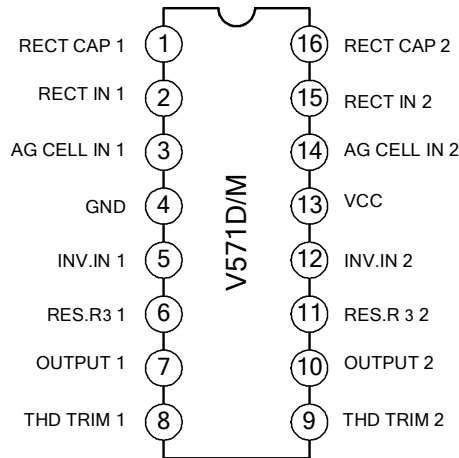 RECT CAP 1 1 16 RECT CAP 2
RECT IN 1 2 15 RECT IN 2
AG CELL IN 1 3 14 AG CELL IN 2
GND 4 13 VCC
V571D/M
INV.IN 1 5 12 INV.IN 2
RES.R3 1 6 11 RES.R 3 2
OUTPUT 1 7 10 OUTPUT 2
THD TRIM 1 8 9 THD TRIM 2